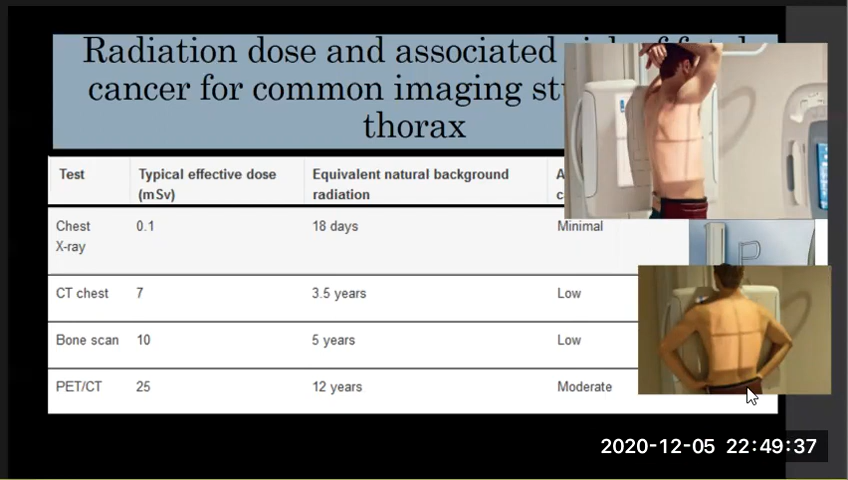 Radiation dose and associated
cancer for common imaging
thorax
Test Typical effective dose (mSv) Equivalent natural background radiation
Chest X-ray 0.1 18 days Minimal
CT chest 7 3.5 years Low
Bone scan 10 5 years Low
PET/CT 25 12 years Moderate
P
2020-12-05 22:49:37